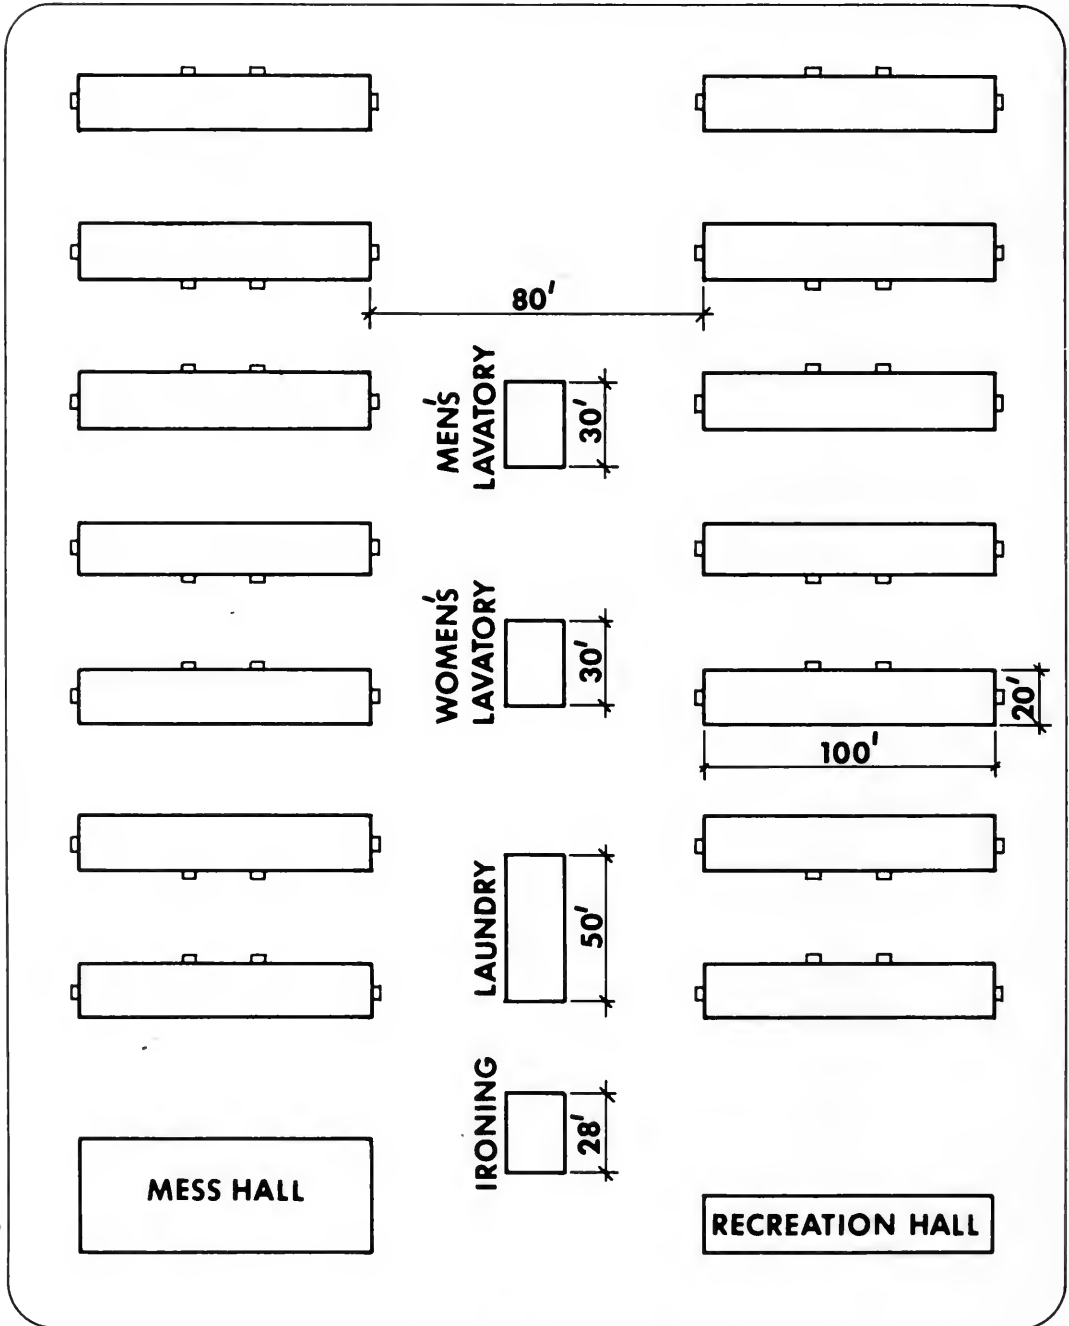 80'
MEN'S
LAVATORY
30'
WOMEN'S
LAVATORY
30'
20'
100'
LAUNDRY
50'
IRONING
28'
MESS HALL
RECREATION HALL